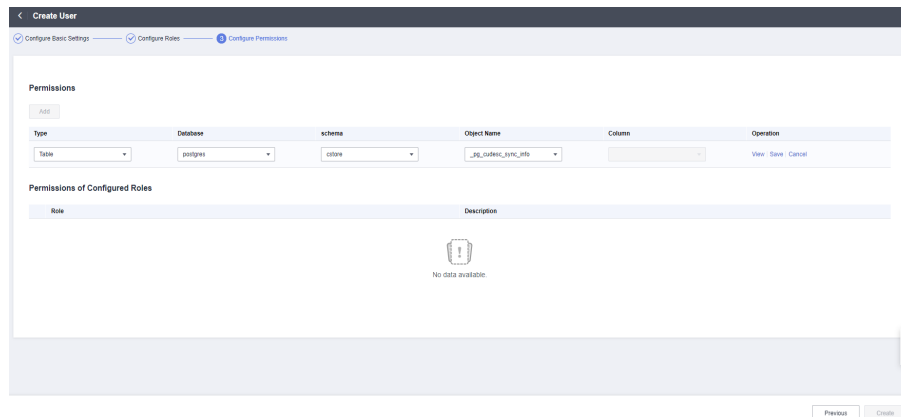 Create User
Configure Basic Settings Configure Roles 3 Configure Permissions
Permissions
Add
Type Database schema Object Name Column Operation
Table postgres cstore _pg_cudesc_sync_info View Save Cancel
Permissions of Configured Roles
Role Description
No data available.
Previous Create